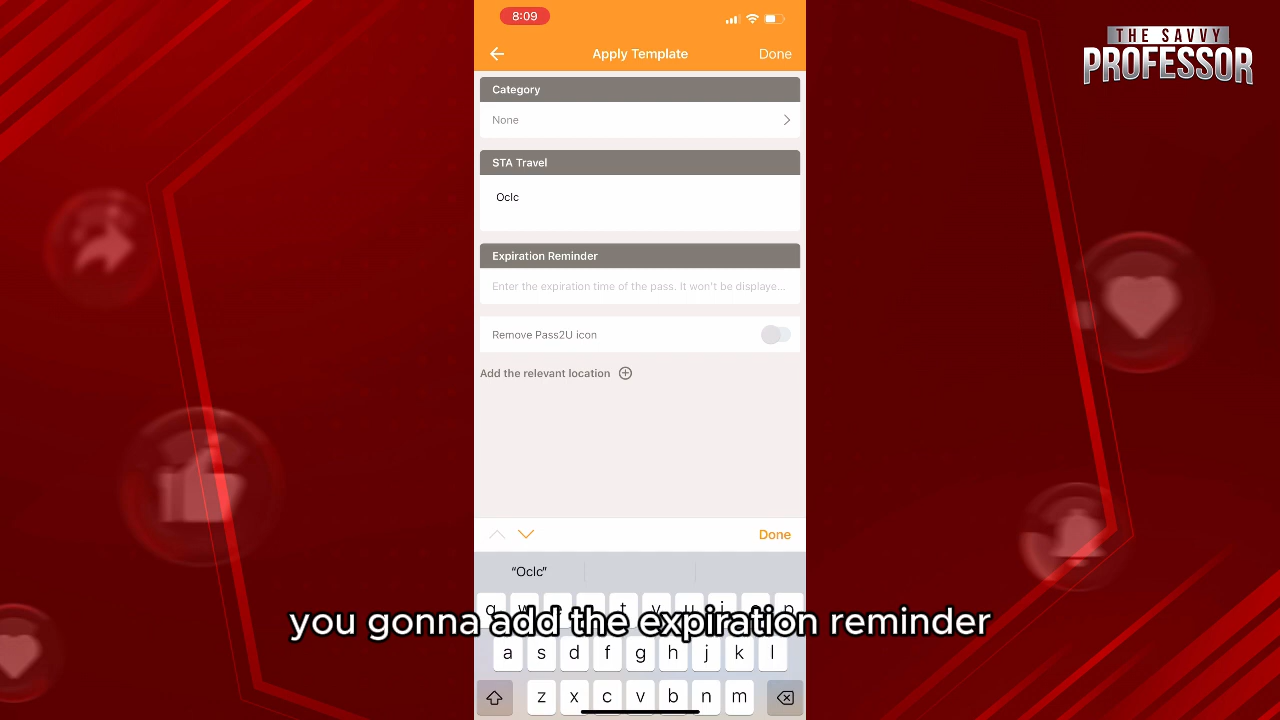 8:09
THE SAVVY
PROFESSOR
Apply Template
Done
Category
None
STA Travel
Oclc
Expiration Reminder
Enter the expiration time of the pass. It won't be displaye...
Remove Pass2U icon
Add the relevant location
Done
“Oclc”
you gonna add the expiration reminder
a s d f g h j k l
z x c v b n m